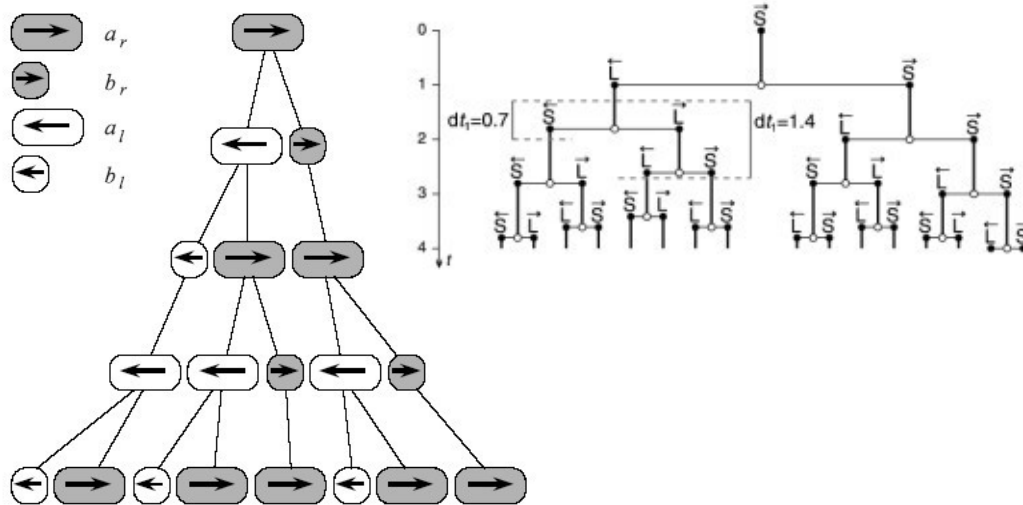 a_r
b_r
a_l
b_l
0
S⃗
1
L⃖ S⃗
dt₁=0.7
S⃖ L⃗
dt₁=1.4
2
L⃖ S⃗
3
S⃖ L⃗ L⃖ S⃗ S⃖ L⃗ L⃖ S⃗
4
S⃖ L⃗ L⃖ S⃗ S⃖ L⃗ L⃖ S⃗ L⃖ S⃗ L⃖ S⃗ S⃖ L⃗ L⃖ S⃗
t